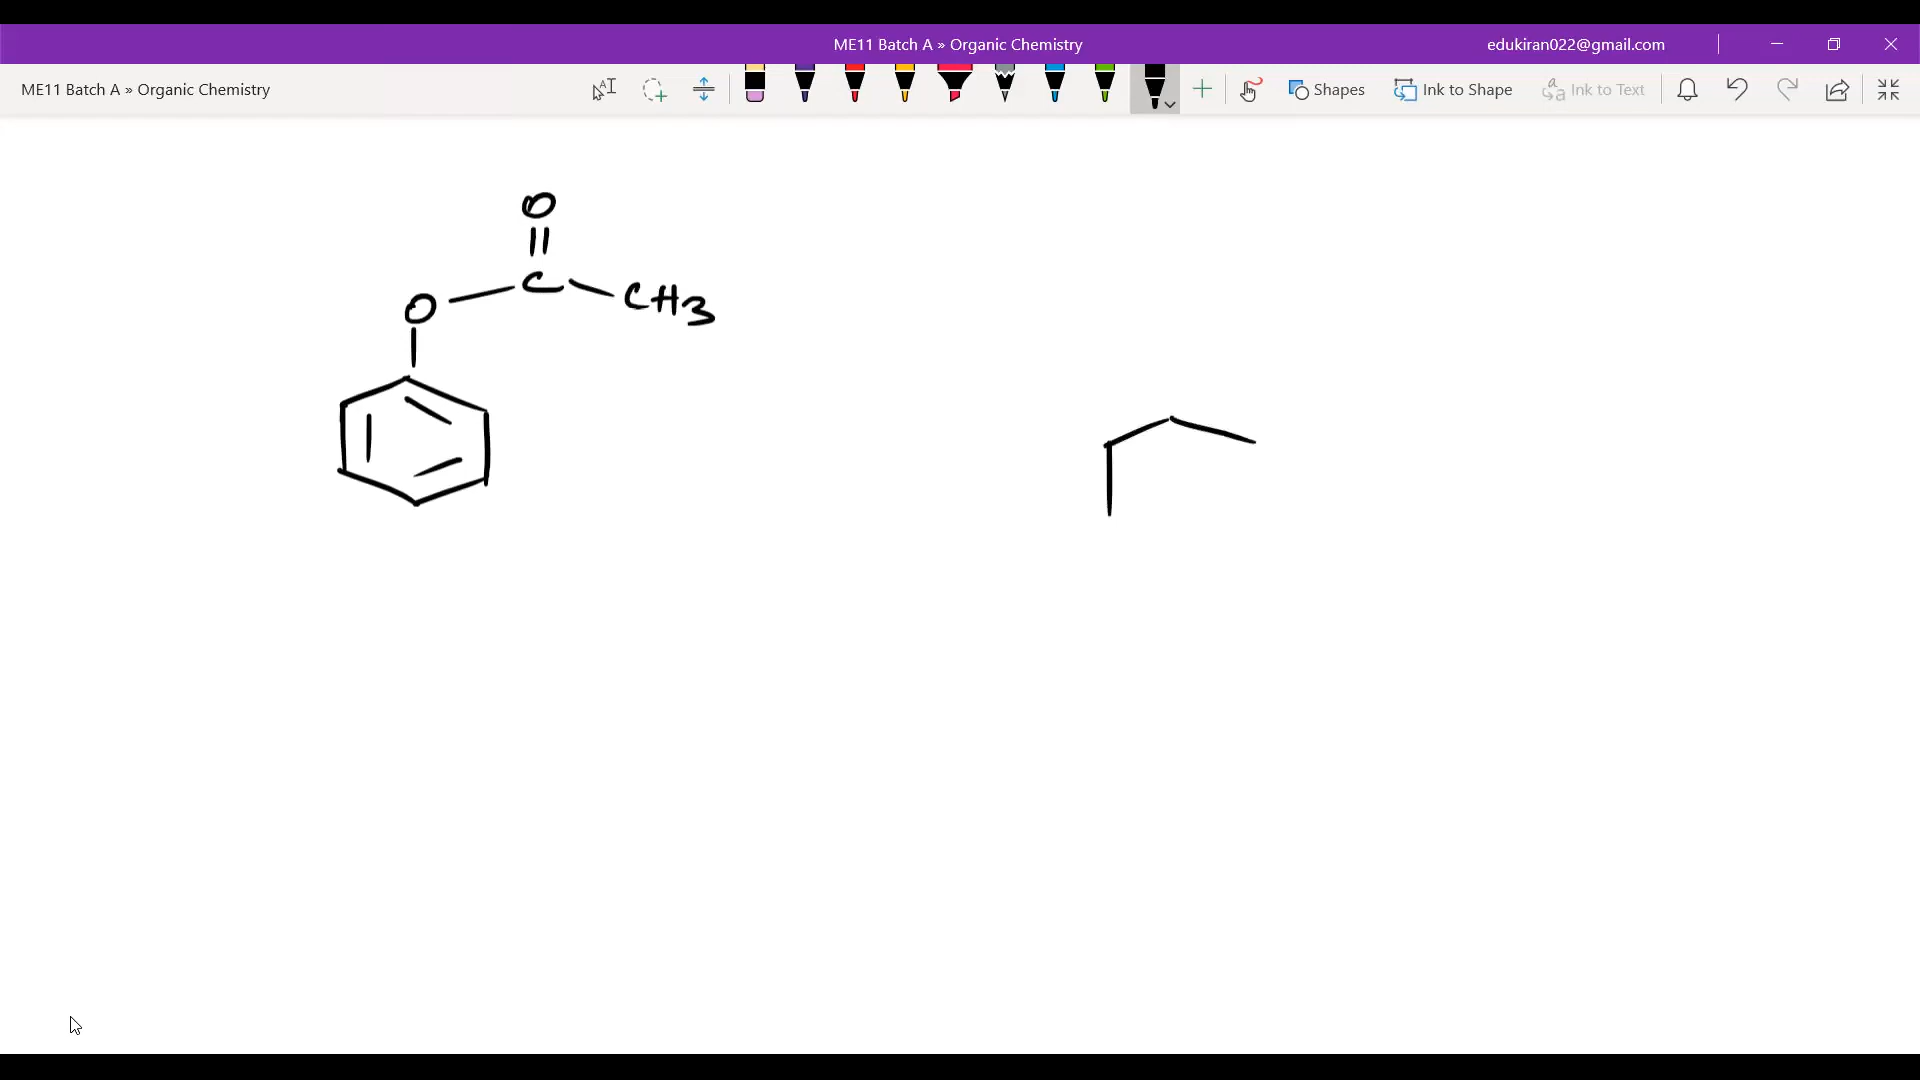 ME11 Batch A » Organic Chemistry
edukiran022@gmail.com
ME11 Batch A » Organic Chemistry
Shapes
Ink to Shape
Ink to Text
O
C
CH3
O